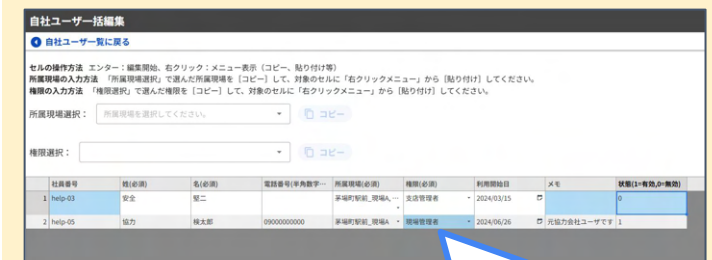 自社ユーザー一括編集
自社ユーザー一覧に戻る
セルの操作方法 エンター：編集開始、右クリック：メニュー表示（コピー、貼り付け等）
所属現場の入力方法 「所属現場選択」で選んだ所属現場を［コピー］して、対象のセルに「右クリックメニュー」から［貼り付け］してください。
権限の入力方法 「権限選択」で選んだ権限を［コピー］して、対象のセルに「右クリックメニュー」から［貼り付け］してください。
所属現場選択： 所属現場を選択してください。 コピー
権限選択： コピー
社員番号 姓(必須) 名(必須) 電話番号(半角数字… 所属現場(必須) 権限(必須) 利用開始日 メモ 状態(1=有効,0=無効)
1 help-03 安全 堅二 茅場町駅前_現場A, … 支店管理者 2024/03/15 0
2 help-05 協力 稜太郎 09000000000 茅場町駅前_現場A 現場管理者 2024/06/26 元協力会社ユーザーです 1